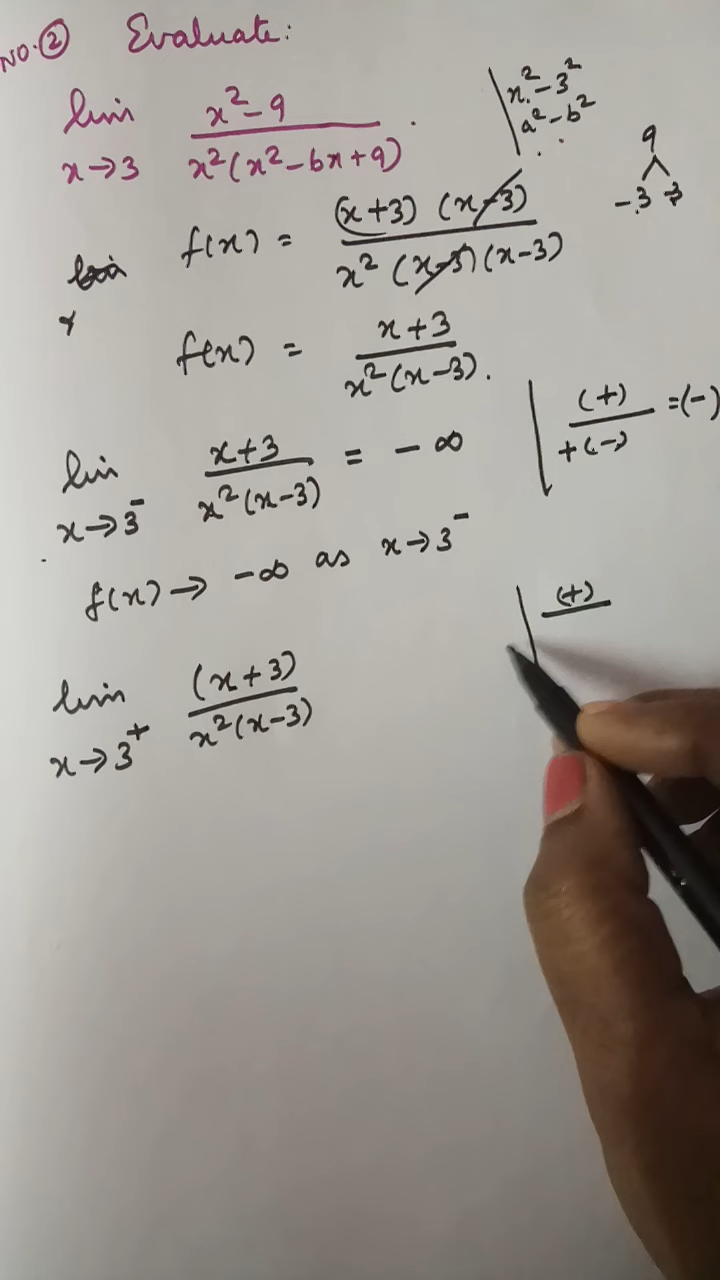 NO. ② Evaluate:
lim x→3 x²-9 / x²(x²-6x+9).
x²-3²
a²-b²
9
-3 -3
f(x) = (x+3) (x-3) / x² (x-3) (x-3)
f(x) = x+3 / x²(x-3).
lim x→3⁻ x+3 / x²(x-3) = -∞
(+) / +(-) = (-)
f(x) → -∞ as x→3⁻
lim x→3⁺ (x+3) / x²(x-3)
(+)